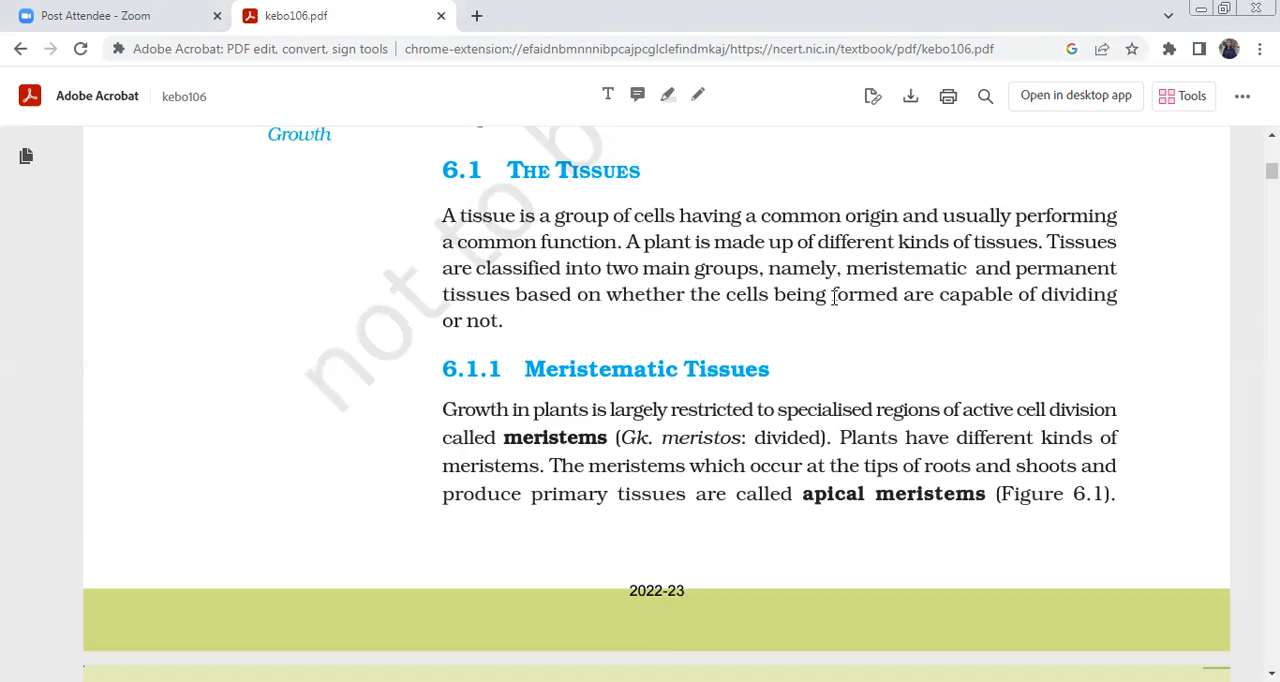 Post Attendee - Zoom
kebo106.pdf
Adobe Acrobat: PDF edit, convert, sign tools
chrome-extension://efaidnbmnnnibpcajpcglclefindmkaj/https://ncert.nic.in/textbook/pdf/kebo106.pdf
Adobe Acrobat
kebo106
Open in desktop app
Tools
Growth
not to b
6.1 THE TISSUES
A tissue is a group of cells having a common origin and usually performing
a common function. A plant is made up of different kinds of tissues. Tissues
are classified into two main groups, namely, meristematic and permanent
tissues based on whether the cells being formed are capable of dividing
or not.
6.1.1 Meristematic Tissues
Growth in plants is largely restricted to specialised regions of active cell division
called meristems (Gk. meristos: divided). Plants have different kinds of
meristems. The meristems which occur at the tips of roots and shoots and
produce primary tissues are called apical meristems (Figure 6.1).
2022-23